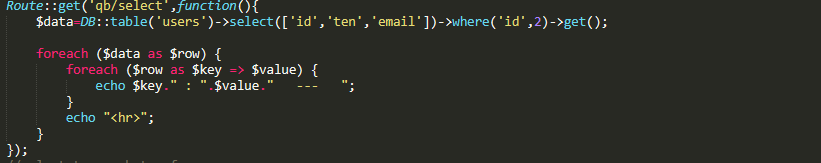 Route::get('qb/select',function(){
$data=DB::table('users')->select(['id','ten','email'])->where('id',2)->get();
foreach ($data as $row) {
foreach ($row as $key => $value) {
echo $key." : ".$value."   ---   ";
}
echo "<hr>";
}
});